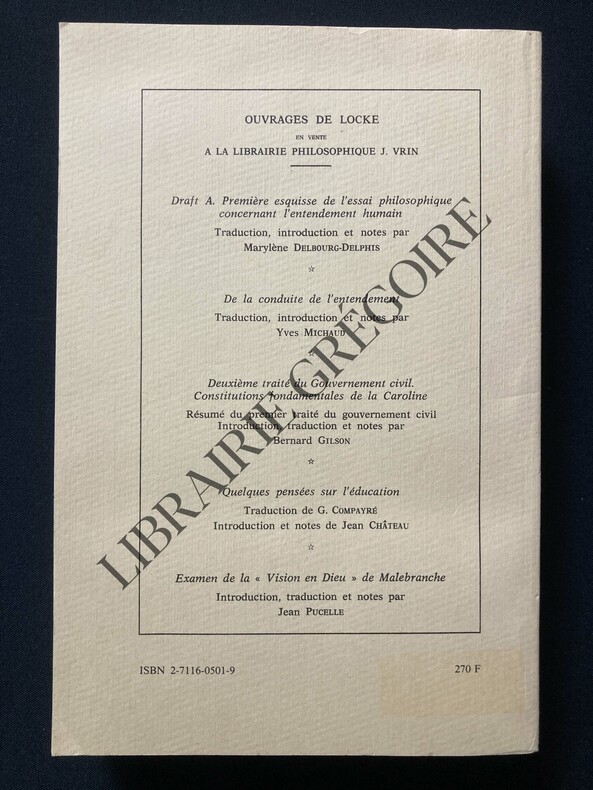 OUVRAGES DE LOCKE
EN VENTE
A LA LIBRAIRIE PHILOSOPHIQUE J. VRIN
Draft A. Première esquisse de l'essai philosophique
concernant l'entendement humain
Traduction, introduction et notes par
Marylène DELBOURG-DELPHIS
☆
De la conduite de l'entendement
Traduction, introduction et notes par
Yves MICHAUD
☆
Deuxième traité du Gouvernement civil.
Constitutions fondamentales de la Caroline
Résumé du premier traité du gouvernement civil
Introduction, traduction et notes par
Bernard GILSON
☆
Quelques pensées sur l'éducation
Traduction de G. COMPAYRÉ
Introduction et notes de Jean CHÂTEAU
☆
Examen de la « Vision en Dieu » de Malebranche
Introduction, traduction et notes par
Jean PUCELLE
ISBN 2-7116-0501-9
270 F
LIBRAIRIE GRÉGOIRE